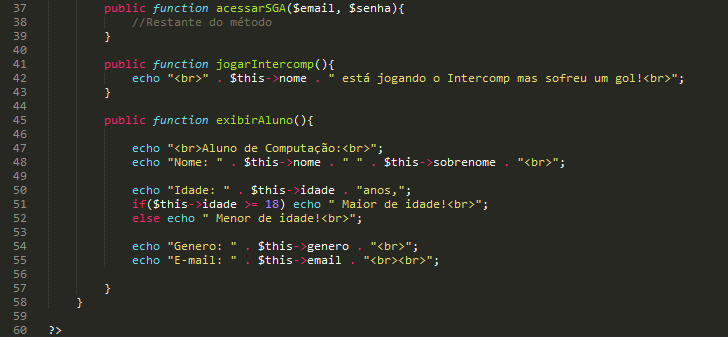 37 public function acessarSGA($email, $senha){
38 //Restante do método
39 }
40
41 public function jogarIntercomp(){
42 echo "<br>" . $this->nome . " está jogando o Intercomp mas sofreu um gol!<br>";
43 }
44
45 public function exibirAluno(){
46
47 echo "<br>Aluno de Computação:<br>";
48 echo "Nome: " . $this->nome . " " . $this->sobrenome . "<br>";
49
50 echo "Idade: " . $this->idade . "anos,";
51 if($this->idade >= 18) echo " Maior de idade!<br>";
52 else echo " Menor de idade!<br>";
53
54 echo "Genero: " . $this->genero . "<br>";
55 echo "E-mail: " . $this->email . "<br><br>";
56
57 }
58 }
59
60 ?>